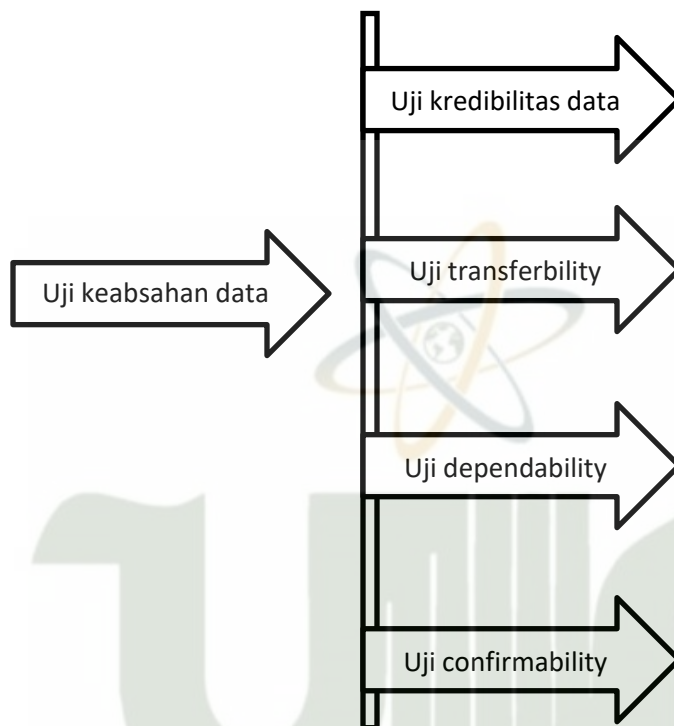 Uji kredibilitas data
Uji transferbility
Uji keabsahan data
Uji dependability
Uji confirmability